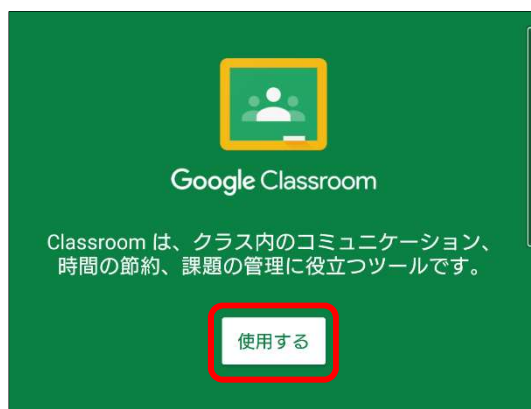 Google Classroom
Classroom は、クラス内のコミュニケーション、
時間の節約、課題の管理に役立つツールです。
使用する